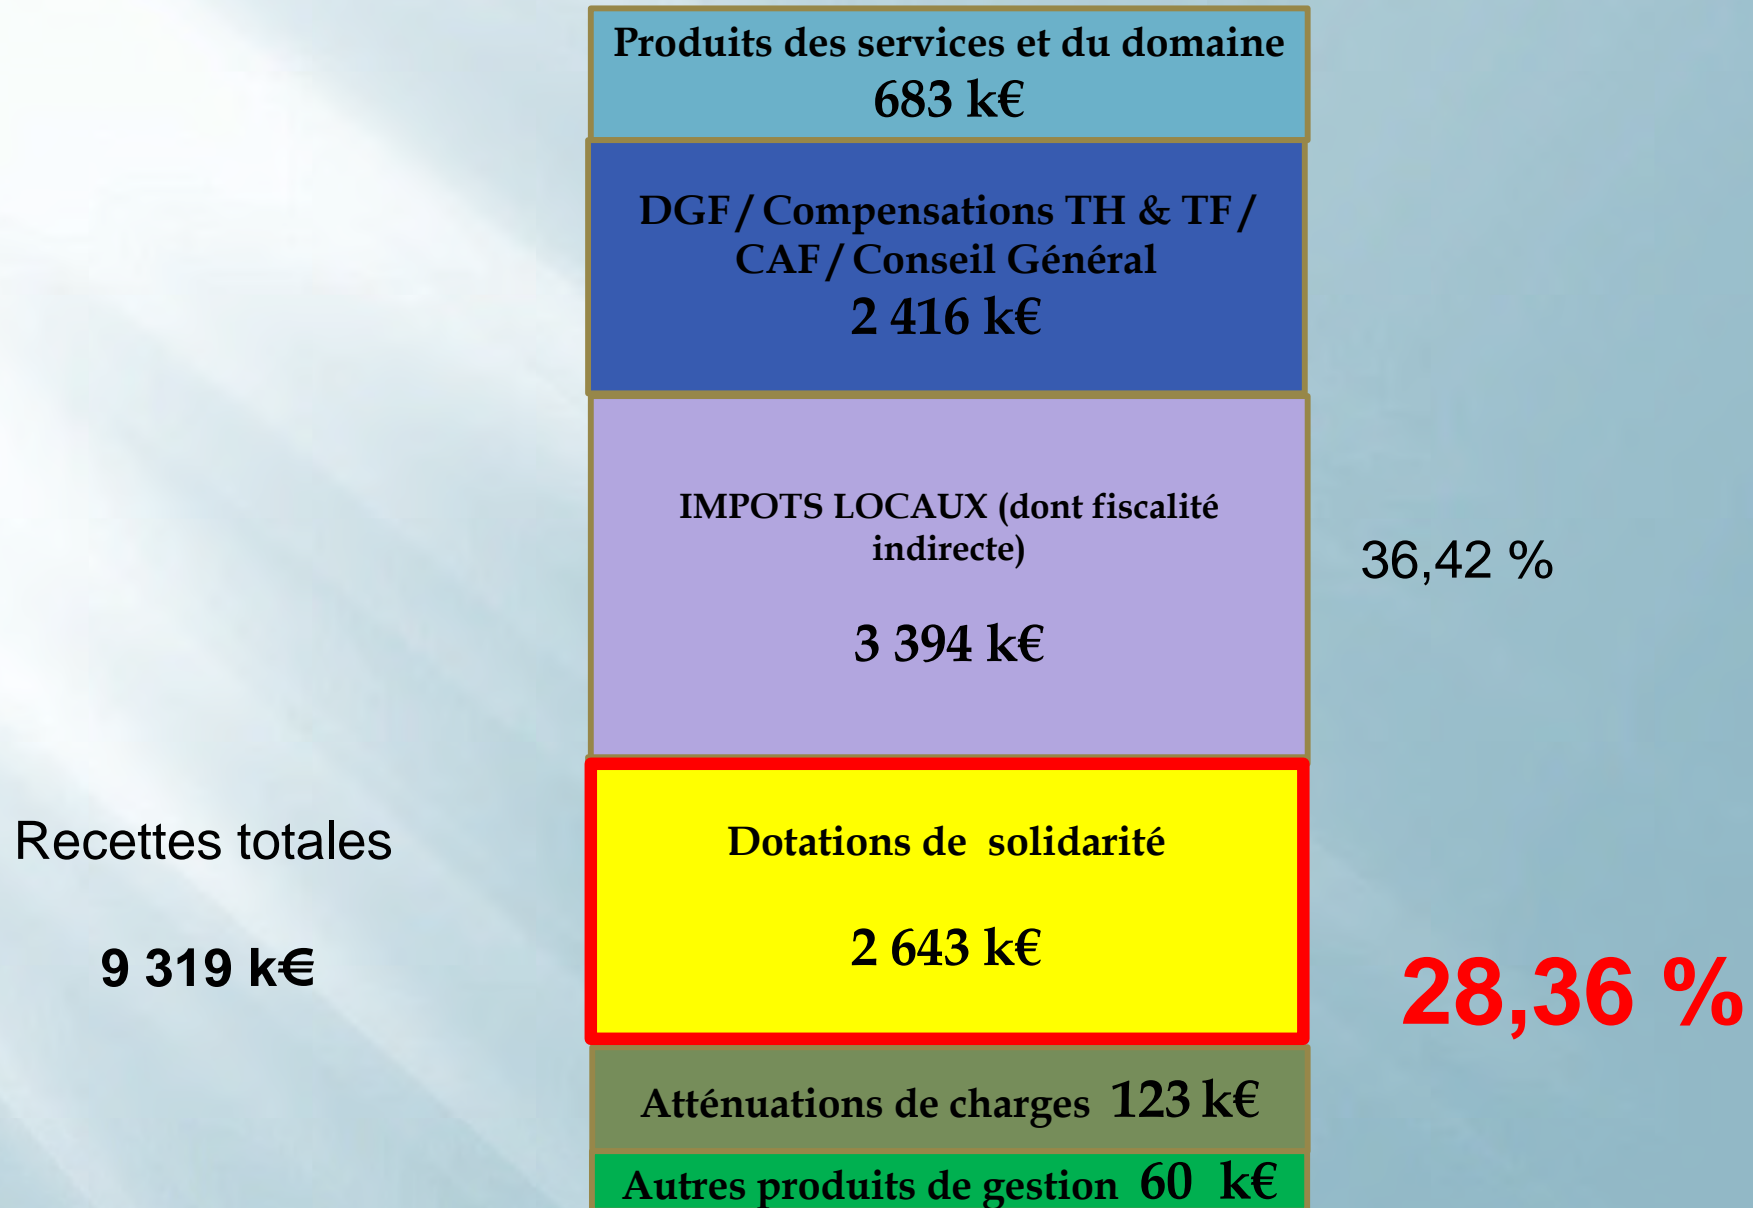 Produits des services et du domaine
683 k€
DGF / Compensations TH & TF /
CAF / Conseil Général
2 416 k€
IMPOTS LOCAUX (dont fiscalité
indirecte)
3 394 k€
36,42 %
Recettes totales
9 319 k€
Dotations de solidarité
2 643 k€
28,36 %
Atténuations de charges 123 k€
Autres produits de gestion 60 k€